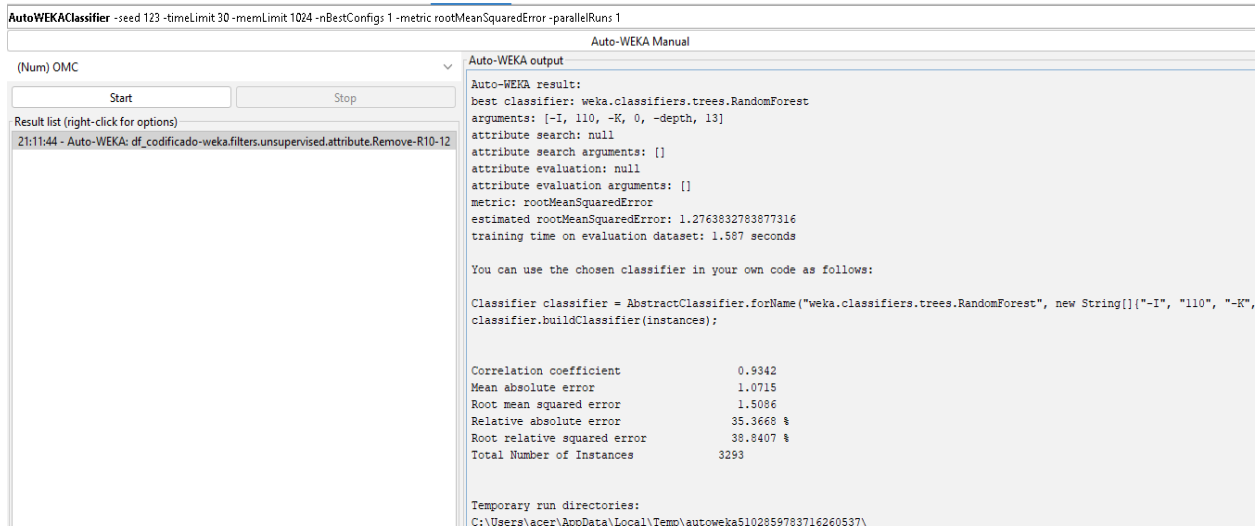 AutoWEKAClassifier -seed 123 -timeLimit 30 -memLimit 1024 -nBestConfigs 1 -metric rootMeanSquaredError -parallelRuns 1
Auto-WEKA Manual
(Num) OMC
Start
Stop
Result list (right-click for options)
21:11:44 - Auto-WEKA: df_codificado-weka.filters.unsupervised.attribute.Remove-R10-12
Auto-WEKA output
Auto-WEKA result:
best classifier: weka.classifiers.trees.RandomForest
arguments: [-I, 110, -K, 0, -depth, 13]
attribute search: null
attribute search arguments: []
attribute evaluation: null
attribute evaluation arguments: []
metric: rootMeanSquaredError
estimated rootMeanSquaredError: 1.2763832783877316
training time on evaluation dataset: 1.587 seconds
You can use the chosen classifier in your own code as follows:
Classifier classifier = AbstractClassifier.forName("weka.classifiers.trees.RandomForest", new String[]{"-I", "110", "-K",
classifier.buildClassifier(instances);
Correlation coefficient 0.9342
Mean absolute error 1.0715
Root mean squared error 1.5086
Relative absolute error 35.3668 %
Root relative squared error 38.8407 %
Total Number of Instances 3293
Temporary run directories:
C:\Users\acer\AppData\Local\Temp\autoweka5102859783716260537\